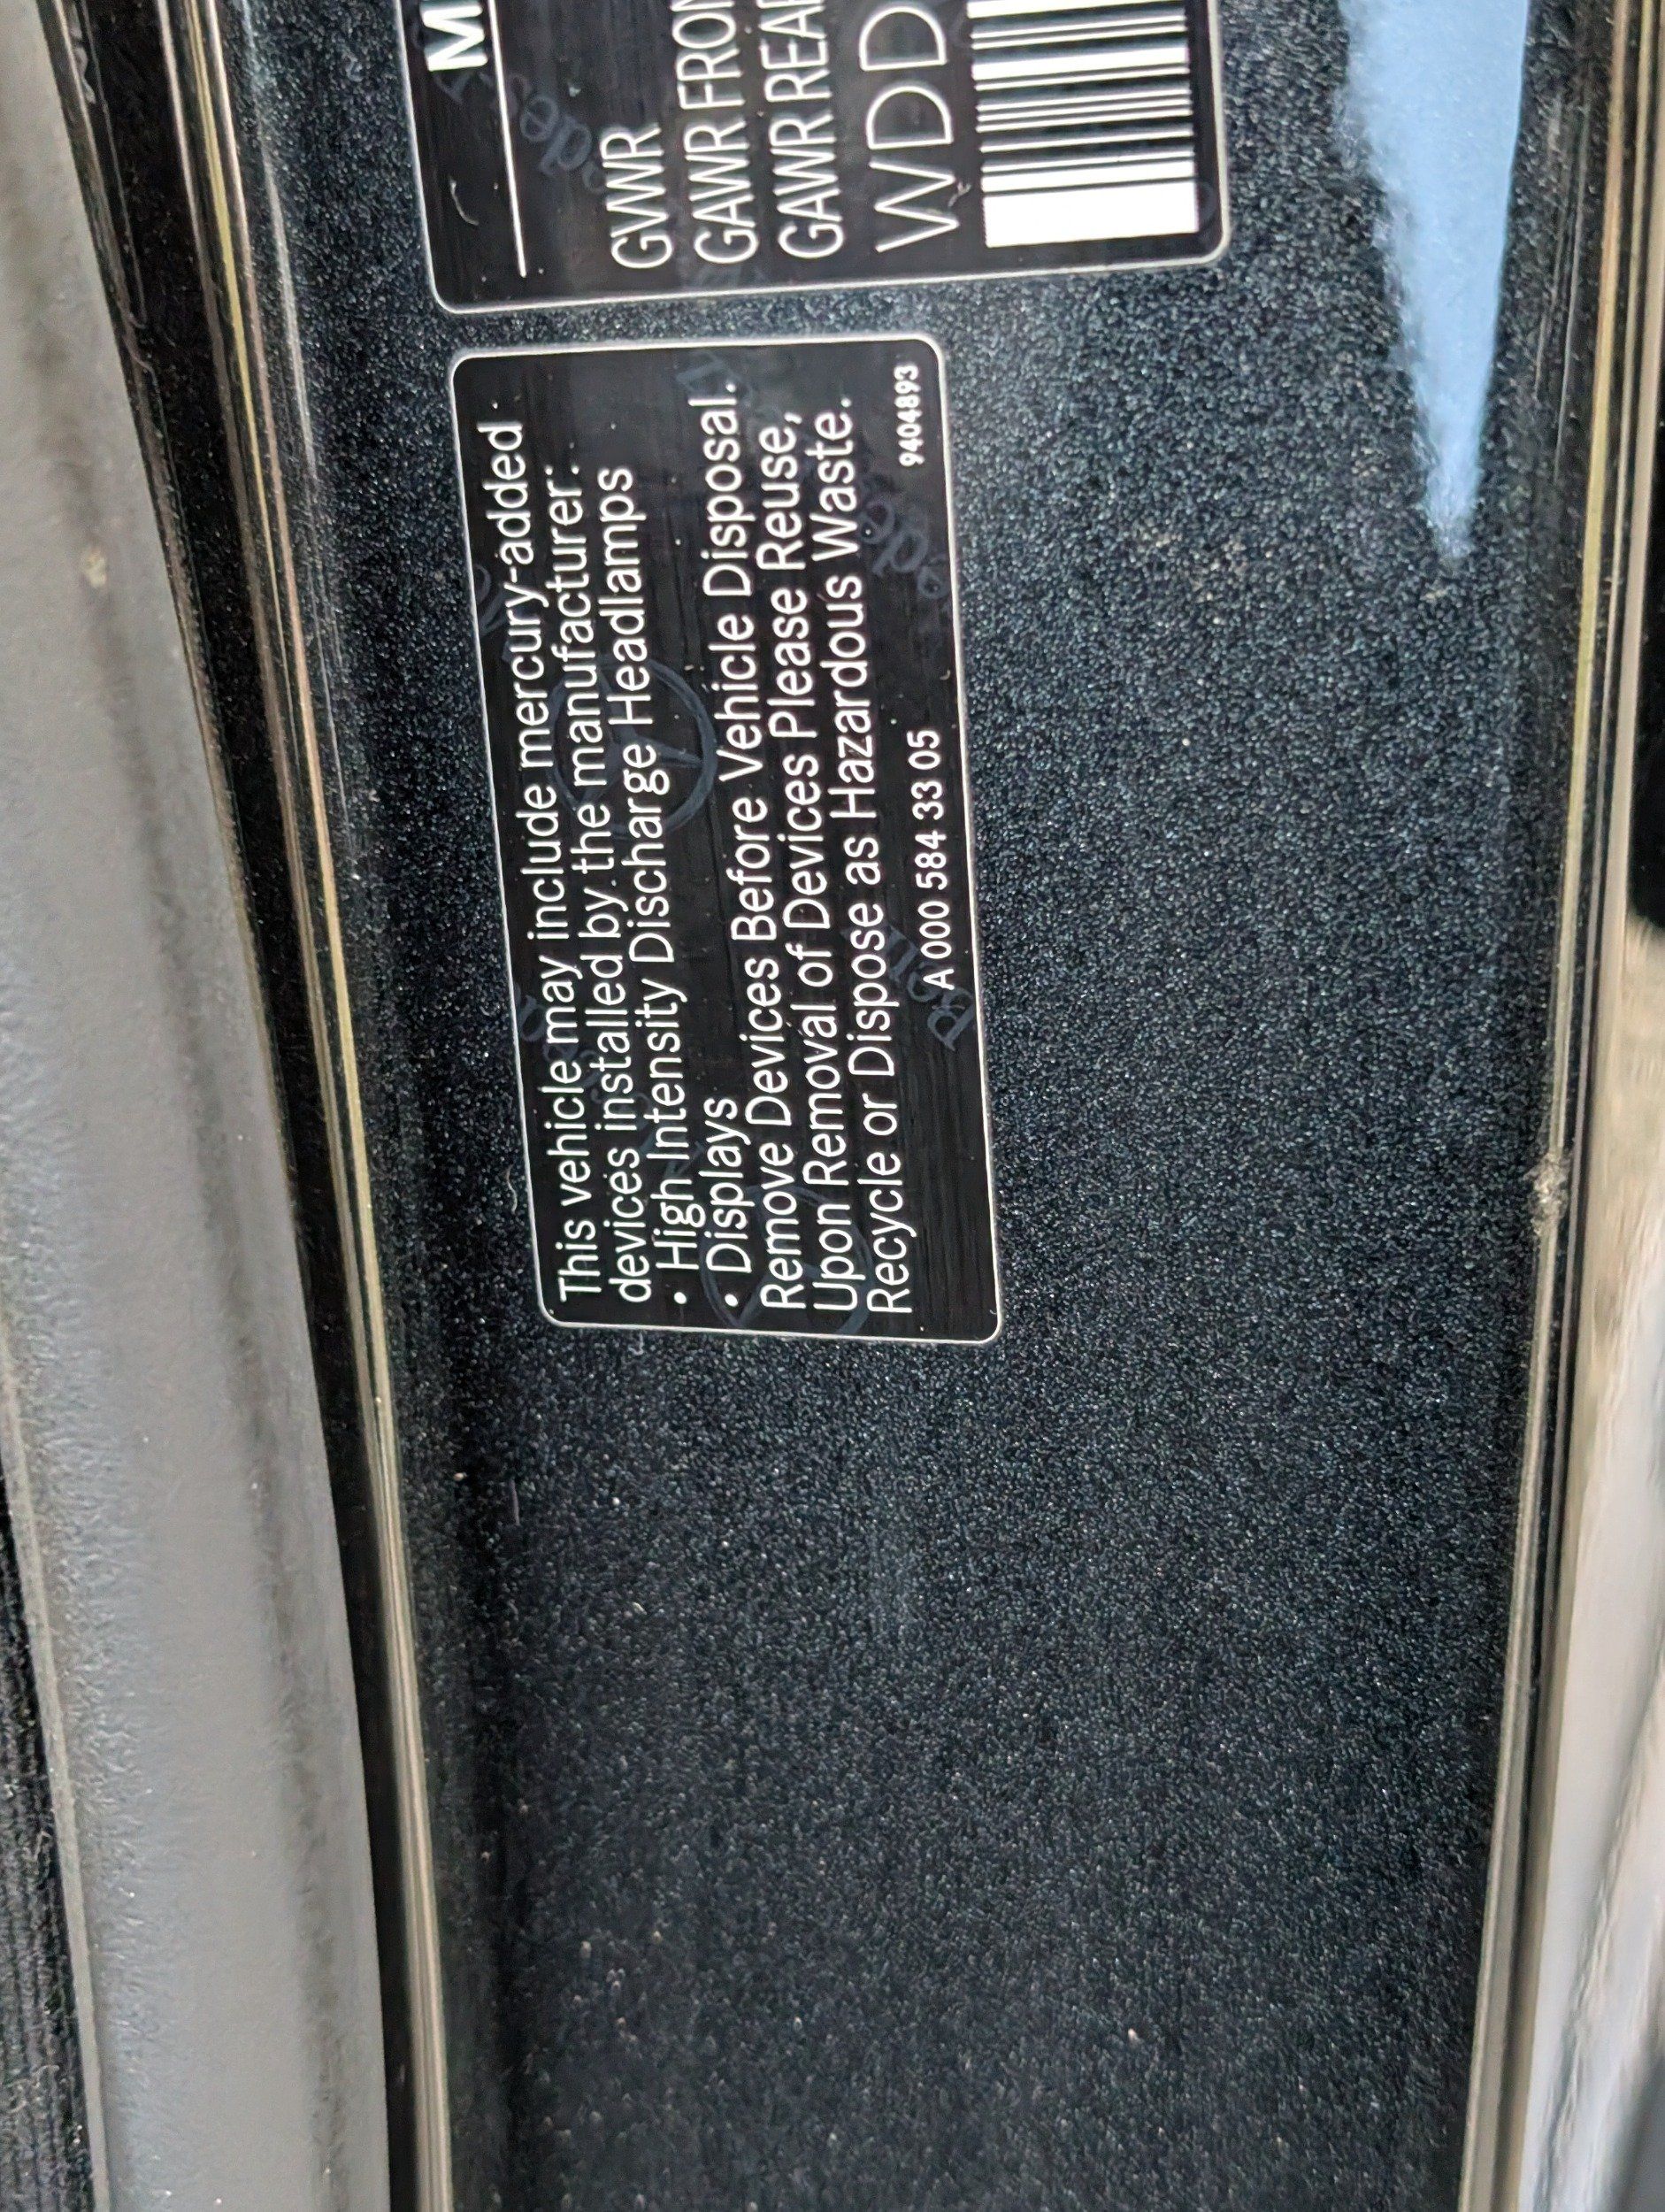 This vehicle may include mercury-added
devices installed by the manufacturer:
• High Intensity Discharge Headlamps
• Displays
Remove Devices Before Vehicle Disposal.
Upon Removal of Devices Please Reuse,
Recycle or Dispose as Hazardous Waste.
A 000 584 33 05
9404893
GVWR
GAWR
GAWR
WDD